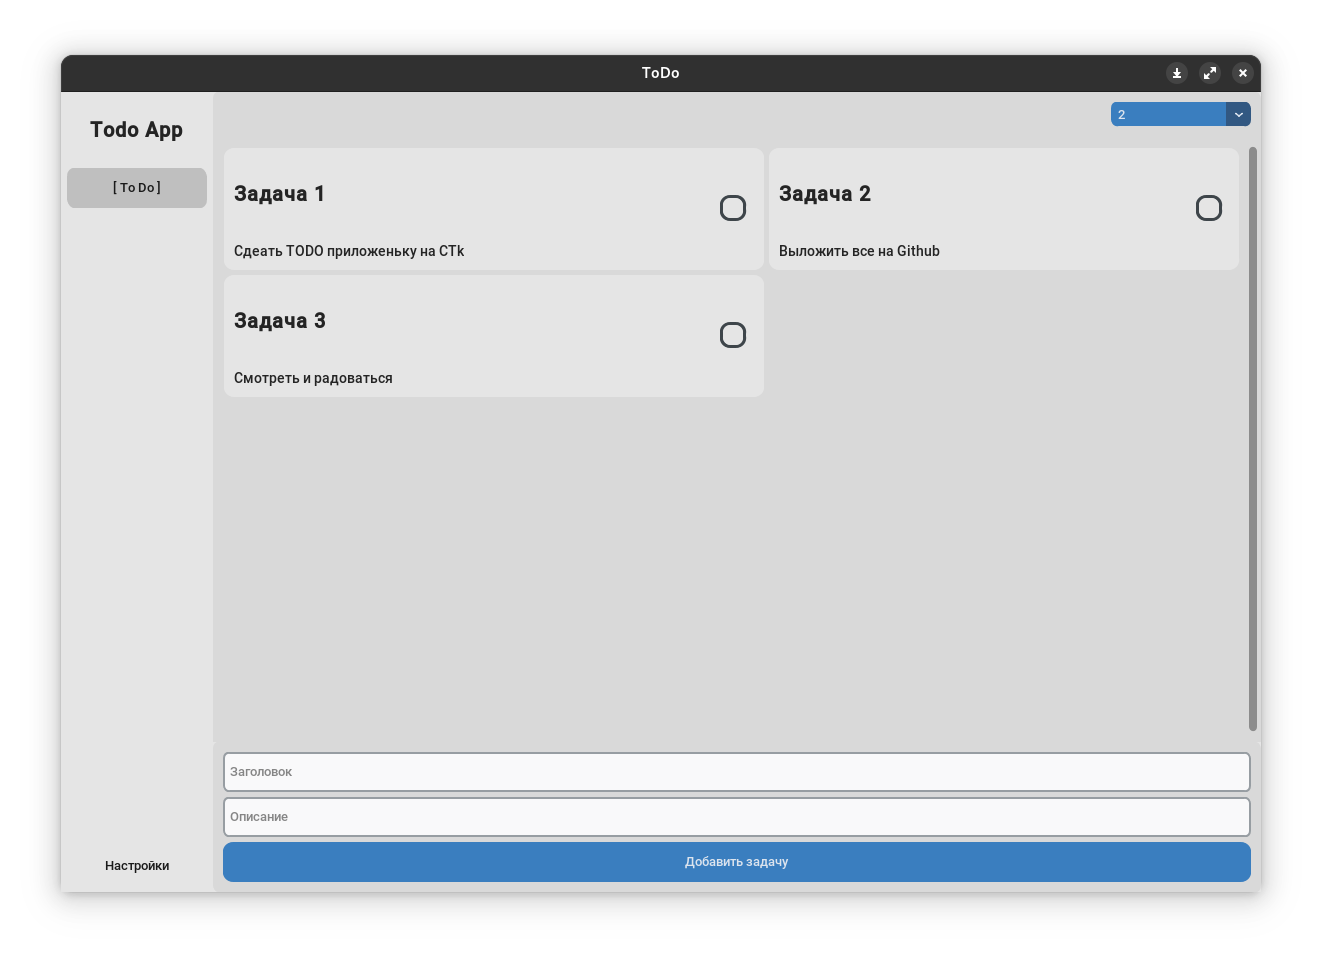 ToDo
Todo App
[ To Do ]
2
Задача 1
Сдеать TODO приложеньку на CTk
Задача 2
Выложить все на Github
Задача 3
Смотреть и радоваться
Заголовок
Описание
Добавить задачу
Настройки